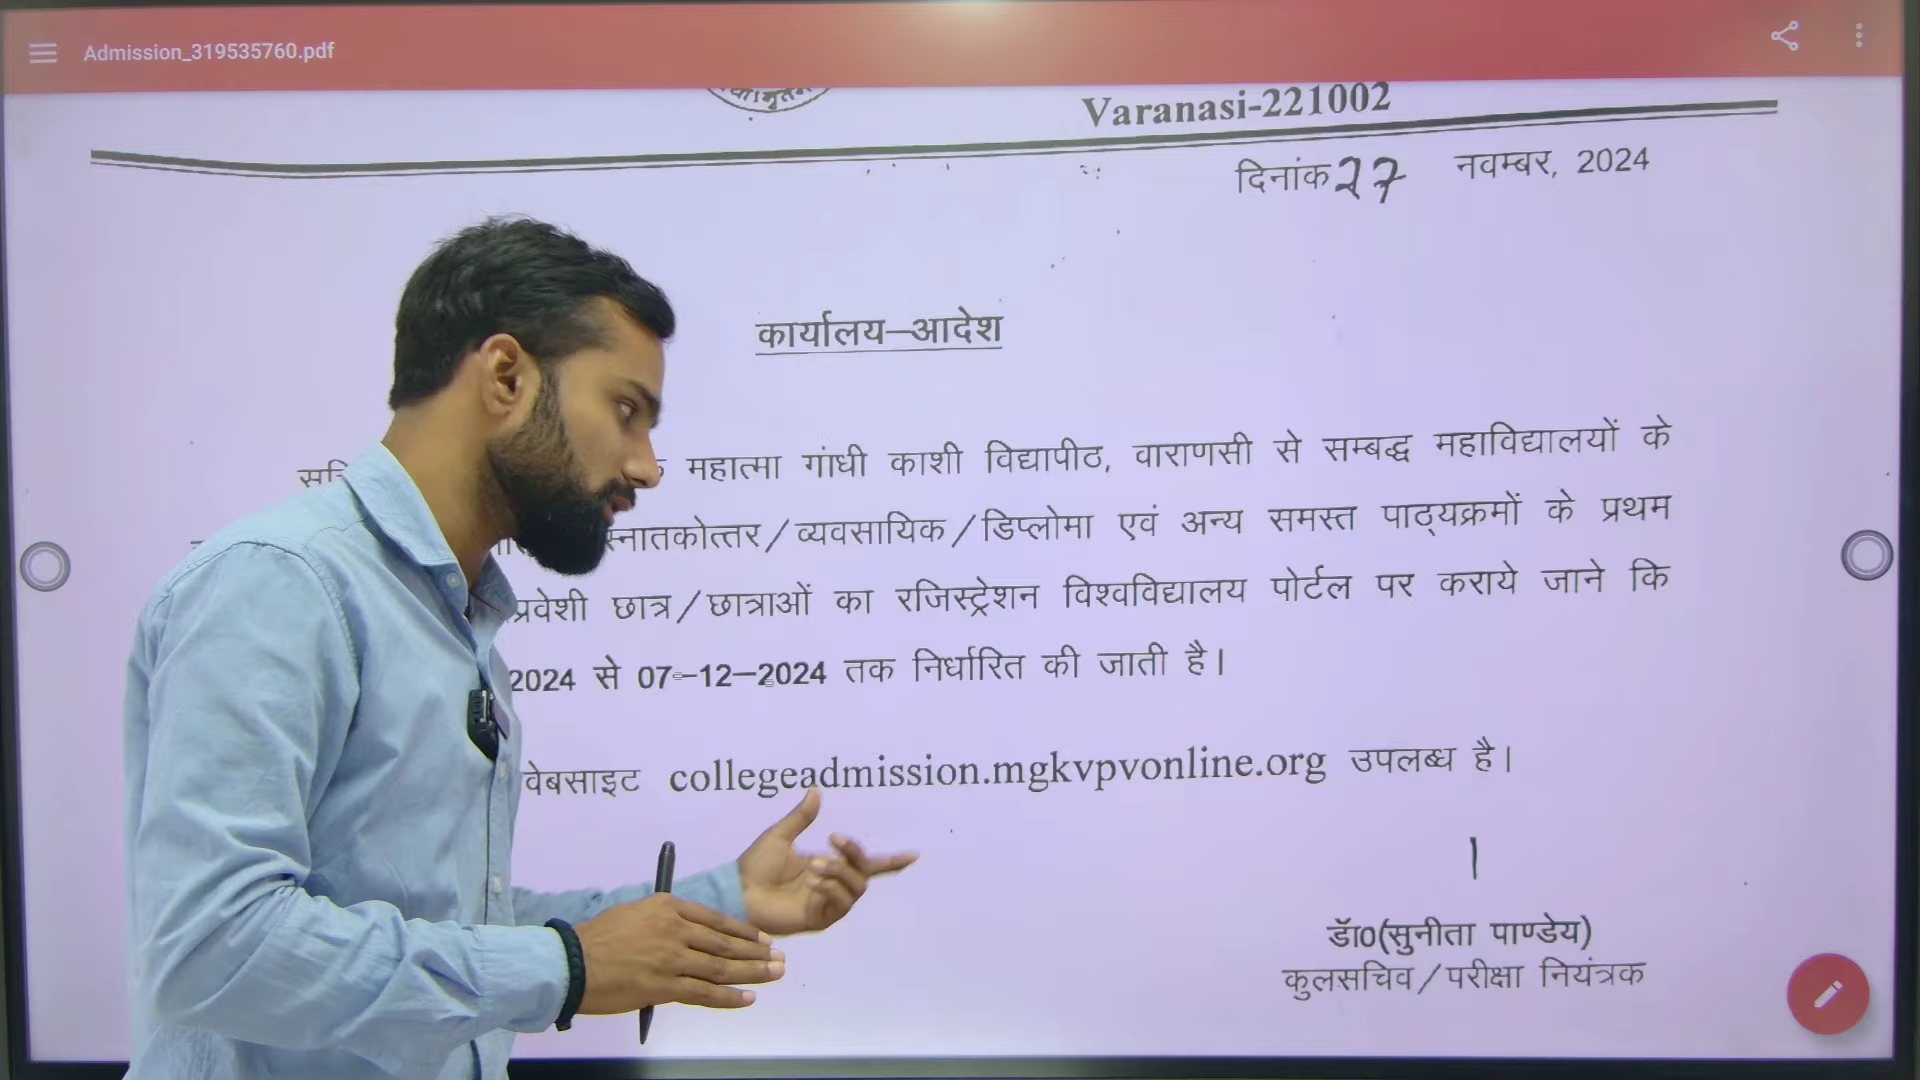 Admission_319535760.pdf
Varanasi-221002
दिनांक 27 नवम्बर, 2024
कार्यालय–आदेश
महात्मा गांधी काशी विद्यापीठ, वाराणसी से सम्बद्ध महाविद्यालयों के
स्नातकोत्तर/व्यवसायिक/डिप्लोमा एवं अन्य समस्त पाठ्यक्रमों के प्रथम
प्रवेशी छात्र/छात्राओं का रजिस्ट्रेशन विश्वविद्यालय पोर्टल पर कराये जाने कि
2024 से 07–12–2024 तक निर्धारित की जाती है।
वेबसाइट collegeadmission.mgkvpvonline.org उपलब्ध है।
डॉ0(सुनीता पाण्डेय)
कुलसचिव/परीक्षा नियंत्रक